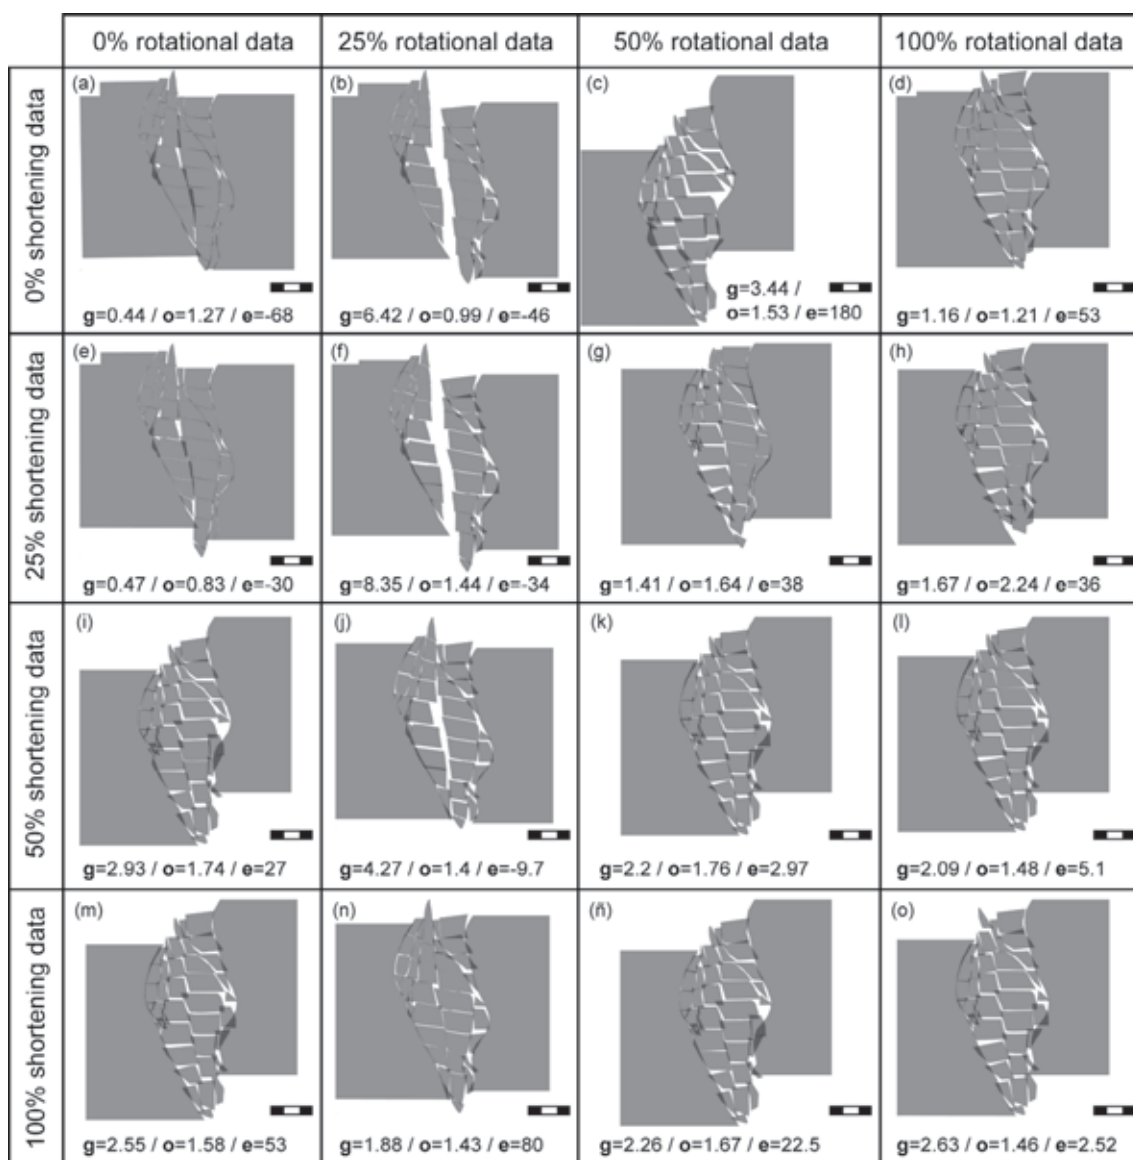 0% rotational data
25% rotational data
50% rotational data
100% rotational data
0% shortening data
(a)
g=0.44 / o=1.27 / e=-68
(b)
g=6.42 / o=0.99 / e=-46
(c)
g=3.44 /
o=1.53 / e=180
(d)
g=1.16 / o=1.21 / e=53
25% shortening data
(e)
g=0.47 / o=0.83 / e=-30
(f)
g=8.35 / o=1.44 / e=-34
(g)
g=1.41 / o=1.64 / e=38
(h)
g=1.67 / o=2.24 / e=36
50% shortening data
(i)
g=2.93 / o=1.74 / e=27
(j)
g=4.27 / o=1.4 / e=-9.7
(k)
g=2.2 / o=1.76 / e=2.97
(l)
g=2.09 / o=1.48 / e=5.1
100% shortening data
(m)
g=2.55 / o=1.58 / e=53
(n)
g=1.88 / o=1.43 / e=80
(ñ)
g=2.26 / o=1.67 / e=22.5
(o)
g=2.63 / o=1.46 / e=2.52